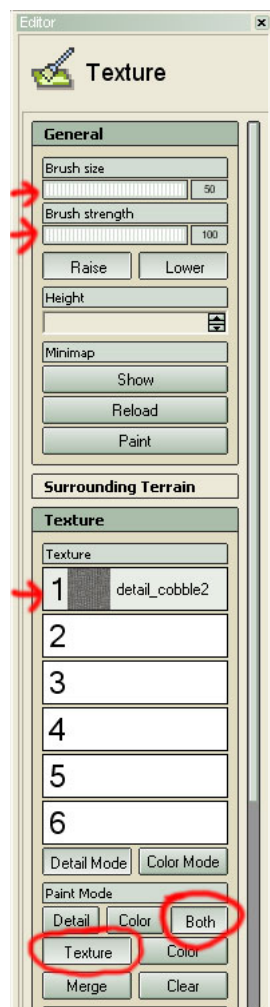 Editor
Texture
General
Brush size
50
Brush strength
100
Raise Lower
Height
Minimap
Show
Reload
Paint
Surrounding Terrain
Texture
Texture
1 detail_cobble2
2
3
4
5
6
Detail Mode Color Mode
Paint Mode
Detail Color Both
Texture Color
Merge Clear